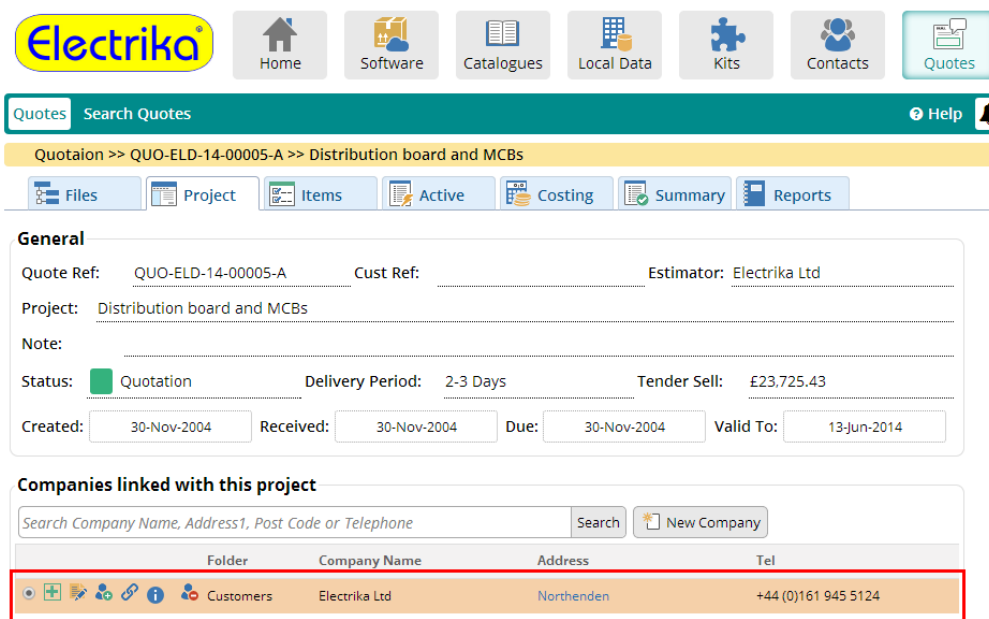 Electrika®
Home Software Catalogues Local Data Kits Contacts Quotes
Quotes Search Quotes Help
Quotaion >> QUO-ELD-14-00005-A >> Distribution board and MCBs
Files Project Items Active Costing Summary Reports
General
Quote Ref: QUO-ELD-14-00005-A Cust Ref: Estimator: Electrika Ltd
Project: Distribution board and MCBs
Note:
Status: Quotation Delivery Period: 2-3 Days Tender Sell: £23,725.43
Created: 30-Nov-2004 Received: 30-Nov-2004 Due: 30-Nov-2004 Valid To: 13-Jun-2014
Companies linked with this project
Search Company Name, Address1, Post Code or Telephone Search New Company
Folder Company Name Address Tel
Customers Electrika Ltd Northenden +44 (0)161 945 5124